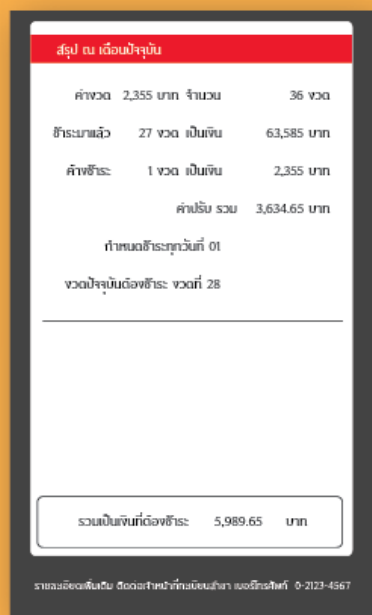 สรุป ณ เดือนปัจจุบัน
ค่างวด 2,355 บาท จำนวน 36 งวด
ชำระมาแล้ว 27 งวด เป็นเงิน 63,585 บาท
ค้างชำระ 1 งวด เป็นเงิน 2,355 บาท
ค่าปรับ รวม 3,634.65 บาท
กำหนดชำระทุกวันที่ 01
งวดปัจจุบันต้องชำระ งวดที่ 28
รวมเป็นเงินที่ต้องชำระ 5,989.65 บาท
รายละเอียดเพิ่มเติม ติดต่อเจ้าหน้าที่ทะเบียนสาขา เบอร์โทรศัพท์ 0-2123-4567